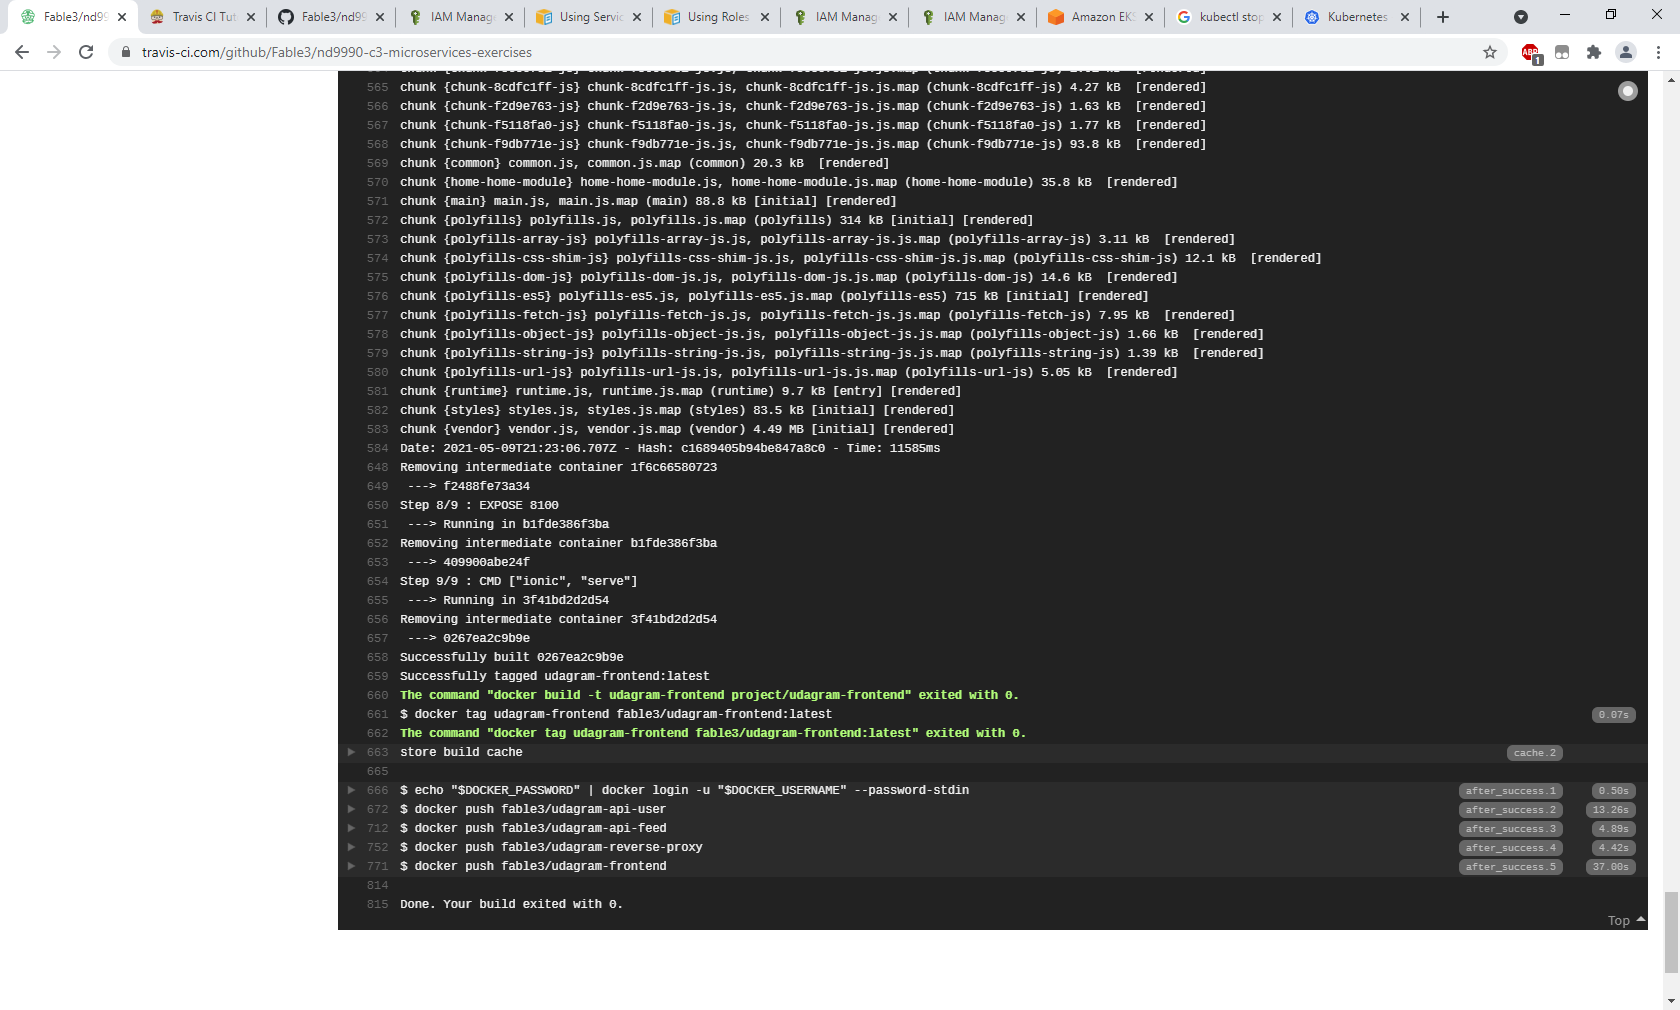 Fable3/nd99
Travis CI Tut
Fable3/nd99
IAM Manag
Using Servic
Using Roles
IAM Manag
IAM Manag
Amazon EKS
kubectl stop
Kubernetes
travis-ci.com/github/Fable3/nd9990-c3-microservices-exercises
ABP
1
565 chunk {chunk-8cdfc1ff-js} chunk-8cdfc1ff-js.js, chunk-8cdfc1ff-js.js.map (chunk-8cdfc1ff-js) 4.27 kB [rendered]
566 chunk {chunk-f2d9e763-js} chunk-f2d9e763-js.js, chunk-f2d9e763-js.js.map (chunk-f2d9e763-js) 1.63 kB [rendered]
567 chunk {chunk-f5118fa0-js} chunk-f5118fa0-js.js, chunk-f5118fa0-js.js.map (chunk-f5118fa0-js) 1.77 kB [rendered]
568 chunk {chunk-f9db771e-js} chunk-f9db771e-js.js, chunk-f9db771e-js.js.map (chunk-f9db771e-js) 93.8 kB [rendered]
569 chunk {common} common.js, common.js.map (common) 20.3 kB [rendered]
570 chunk {home-home-module} home-home-module.js, home-home-module.js.map (home-home-module) 35.8 kB [rendered]
571 chunk {main} main.js, main.js.map (main) 88.8 kB [initial] [rendered]
572 chunk {polyfills} polyfills.js, polyfills.js.map (polyfills) 314 kB [initial] [rendered]
573 chunk {polyfills-array-js} polyfills-array-js.js, polyfills-array-js.js.map (polyfills-array-js) 3.11 kB [rendered]
574 chunk {polyfills-css-shim-js} polyfills-css-shim-js.js, polyfills-css-shim-js.js.map (polyfills-css-shim-js) 12.1 kB [rendered]
575 chunk {polyfills-dom-js} polyfills-dom-js.js, polyfills-dom-js.js.map (polyfills-dom-js) 14.6 kB [rendered]
576 chunk {polyfills-es5} polyfills-es5.js, polyfills-es5.js.map (polyfills-es5) 715 kB [initial] [rendered]
577 chunk {polyfills-fetch-js} polyfills-fetch-js.js, polyfills-fetch-js.js.map (polyfills-fetch-js) 7.95 kB [rendered]
578 chunk {polyfills-object-js} polyfills-object-js.js, polyfills-object-js.js.map (polyfills-object-js) 1.66 kB [rendered]
579 chunk {polyfills-string-js} polyfills-string-js.js, polyfills-string-js.js.map (polyfills-string-js) 1.39 kB [rendered]
580 chunk {polyfills-url-js} polyfills-url-js.js, polyfills-url-js.js.map (polyfills-url-js) 5.05 kB [rendered]
581 chunk {runtime} runtime.js, runtime.js.map (runtime) 9.7 kB [entry] [rendered]
582 chunk {styles} styles.js, styles.js.map (styles) 83.5 kB [initial] [rendered]
583 chunk {vendor} vendor.js, vendor.js.map (vendor) 4.49 MB [initial] [rendered]
584 Date: 2021-05-09T21:23:06.707Z - Hash: c1689405b94be847a8c0 - Time: 11585ms
648 Removing intermediate container 1f6c66580723
649 ---> f2488fe73a34
650 Step 8/9 : EXPOSE 8100
651 ---> Running in b1fde386f3ba
652 Removing intermediate container b1fde386f3ba
653 ---> 409900abe24f
654 Step 9/9 : CMD ["ionic", "serve"]
655 ---> Running in 3f41bd2d2d54
656 Removing intermediate container 3f41bd2d2d54
657 ---> 0267ea2c9b9e
658 Successfully built 0267ea2c9b9e
659 Successfully tagged udagram-frontend:latest
660 The command "docker build -t udagram-frontend project/udagram-frontend" exited with 0.
661 $ docker tag udagram-frontend fable3/udagram-frontend:latest 0.07s
662 The command "docker tag udagram-frontend fable3/udagram-frontend:latest" exited with 0.
663 store build cache cache.2
665
666 $ echo "$DOCKER_PASSWORD" | docker login -u "$DOCKER_USERNAME" --password-stdin after_success.1 0.50s
672 $ docker push fable3/udagram-api-user after_success.2 13.26s
712 $ docker push fable3/udagram-api-feed after_success.3 4.89s
752 $ docker push fable3/udagram-reverse-proxy after_success.4 4.42s
771 $ docker push fable3/udagram-frontend after_success.5 37.00s
814
815 Done. Your build exited with 0.
Top